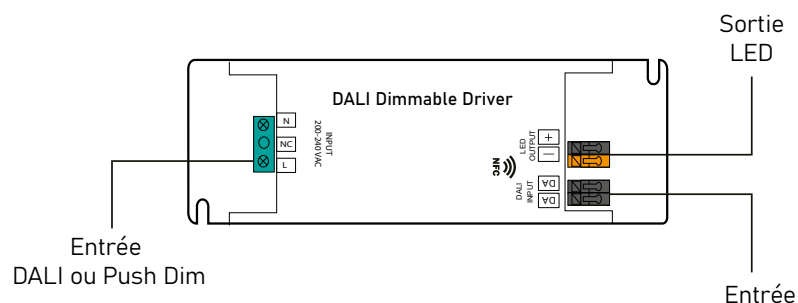 Sortie
LED
DALI Dimmable Driver
N
NC
L
INPUT
200-240VAC
LED
OUTPUT
+
—
NFC
DALI
INPUT
DA
DA
Entrée
DALI ou Push Dim
Entrée